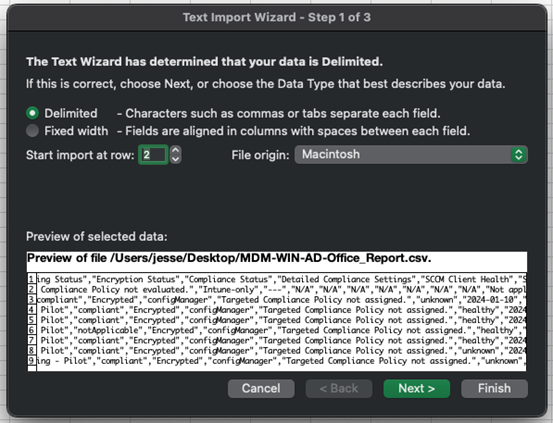 Text Import Wizard - Step 1 of 3
The Text Wizard has determined that your data is Delimited.
If this is correct, choose Next, or choose the Data Type that best describes your data.
Delimited - Characters such as commas or tabs separate each field.
Fixed width - Fields are aligned in columns with spaces between each field.
Start import at row: 2 File origin: Macintosh
Preview of selected data:
Preview of file /Users/jesse/Desktop/MDM-WIN-AD-Office_Report.csv.
1 ing Status","Encryption Status","Compliance Status","Detailed Compliance Settings","SCCM Client Health","S
2 Compliance Policy not evaluated.","Intune-only","---","N/A","N/A","N/A","N/A","N/A","N/A","Not appl
3 compliant","Encrypted","configManager","Targeted Compliance Policy not assigned.","unknown","2024-01-10","
4 Pilot","compliant","Encrypted","configManager","Targeted Compliance Policy not assigned.","healthy","2024
5 Pilot","compliant","Encrypted","configManager","Targeted Compliance Policy not assigned.","healthy","2024
6 Pilot","notApplicable","Encrypted","configManager","Targeted Compliance Policy not assigned.","healthy","
7 Pilot","compliant","Encrypted","configManager","Targeted Compliance Policy not assigned.","healthy","2024
8 Pilot","compliant","Encrypted","configManager","Targeted Compliance Policy not assigned.","unknown","2024
9 ing - Pilot","compliant","Encrypted","configManager","Targeted Compliance Policy not assigned.","unknown",
Cancel < Back Next > Finish